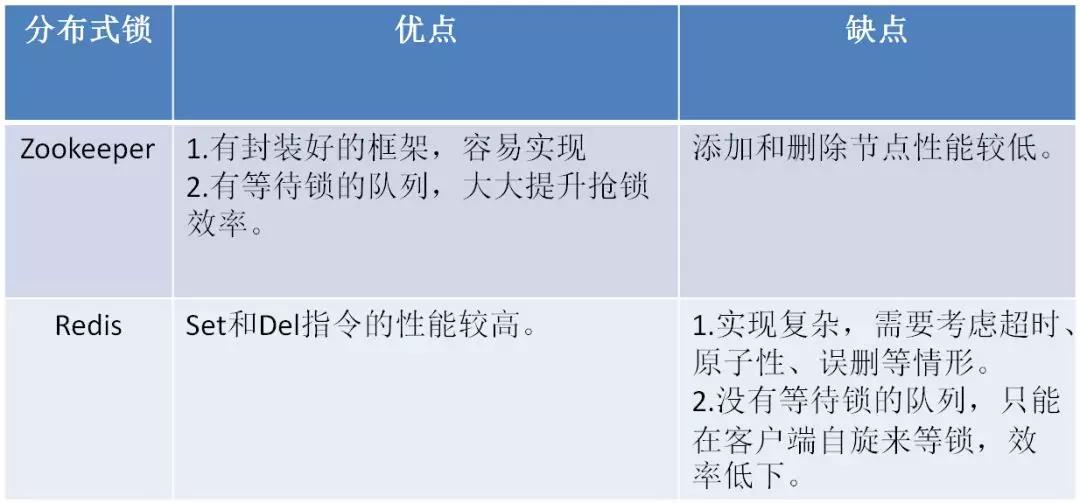 分布式锁
优点
缺点
Zookeeper
1.有封装好的框架，容易实现
2.有等待锁的队列，大大提升抢锁
效率。
添加和删除节点性能较低。
Redis
Set和Del指令的性能较高。
1.实现复杂，需要考虑超时、
原子性、误删等情形。
2.没有等待锁的队列，只能
在客户端自旋来等锁，效
率低下。